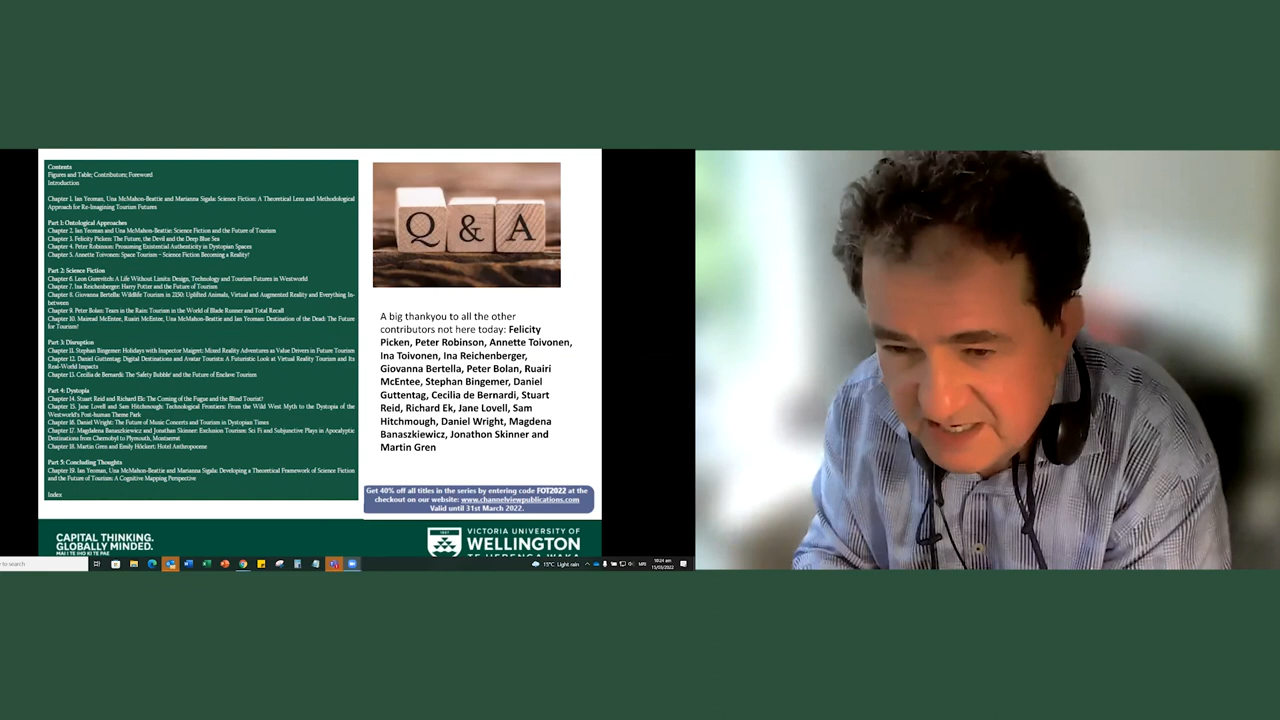 Contents
Figures and Table; Contributors; Foreword
Introduction
Chapter 1. Ian Yeoman, Una McMahon-Beattie and Marianna Sigala: Science Fiction: A Theoretical Lens and Methodological
Approach for Re-Imagining Tourism Futures
Part 1: Ontological Approaches
Chapter 2. Ian Yeoman and Una McMahon-Beattie: Science Fiction and the Future of Tourism
Chapter 3. Felicity Picken: The Future, the Devil and the Deep Blue Sea
Chapter 4. Peter Robinson: Presuming Existential Authenticity in Dystopian Spaces
Chapter 5. Annette Toivonen: Space Tourism – Science Fiction Becoming a Reality?
Part 2: Science Fiction
Chapter 6. Leon Gurevitch: A Life Without Limits: Design, Technology and Tourism Futures in Westworld
Chapter 7. Ina Reichenberger: Harry Potter and the Future of Tourism
Chapter 8. Giovanna Bertella: Wildlife Tourism in 2150: Uplifted Animals, Virtual and Augmented Reality and Everything In-
between
Chapter 9. Peter Bolan: Tears in the Rain: Tourism in the World of Blade Runner and Total Recall
Chapter 10. Mairead McEntee, Ruairi McEntee, Una McMahon-Beattie and Ian Yeoman: Destination of the Dead: The Future
for Tourism?
Part 3: Disruption
Chapter 11. Stephan Bingemer: Holidays with Inspector Maigret: Mixed Reality Adventures as Value Drivers in Future Tourism
Chapter 12. Daniel Guttentag: Digital Destinations and Avatar Tourists: A Futuristic Look at Virtual Reality Tourism and Its
Real-World Impacts
Chapter 13. Cecilia de Bernardi: The 'Safety Bubble' and the Future of Enclave Tourism
Part 4: Dystopia
Chapter 14. Stuart Reid and Richard Ek: The Coming of the Fugue and the Blind Tourist?
Chapter 15. Jane Lovell and Sam Hitchmough: Technological Frontiers: From the Wild West Myth to the Dystopia of the
Westworld's Post-human Theme Park
Chapter 16. Daniel Wright: The Future of Music Concerts and Tourism in Dystopian Times
Chapter 17. Magdalena Banaszkiewicz and Jonathan Skinner: Exclusion Tourism: Sci Fi and Subjunctive Plays in Apocalyptic
Destinations from Chernobyl to Plymouth, Montserrat
Chapter 18. Martin Gren and Emily Höckert: Hotel Anthropocene
Part 5: Concluding Thoughts
Chapter 19. Ian Yeoman, Una McMahon-Beattie and Marianna Sigala: Developing a Theoretical Framework of Science Fiction
and the Future of Tourism: A Cognitive Mapping Perspective
Index
Q & A
A big thankyou to all the other
contributors not here today: Felicity
Picken, Peter Robinson, Annette Toivonen,
Ina Toivonen, Ina Reichenberger,
Giovanna Bertella, Peter Bolan, Ruairi
McEntee, Stephan Bingemer, Daniel
Guttentag, Cecilia de Bernardi, Stuart
Reid, Richard Ek, Jane Lovell, Sam
Hitchmough, Daniel Wright, Magdena
Banaszkiewicz, Jonathon Skinner and
Martin Gren
Get 40% off all titles in the series by entering code FOT2022 at the
checkout on our website: www.channelviewpublications.com
Valid until 31st March 2022.
CAPITAL THINKING.
GLOBALLY MINDED.
MAI I TE IHO KI TE PAE
VICTORIA UNIVERSITY OF
WELLINGTON
TE HERENGA WAKA
to search
15°C Light rain
10:24 am
15/03/2022